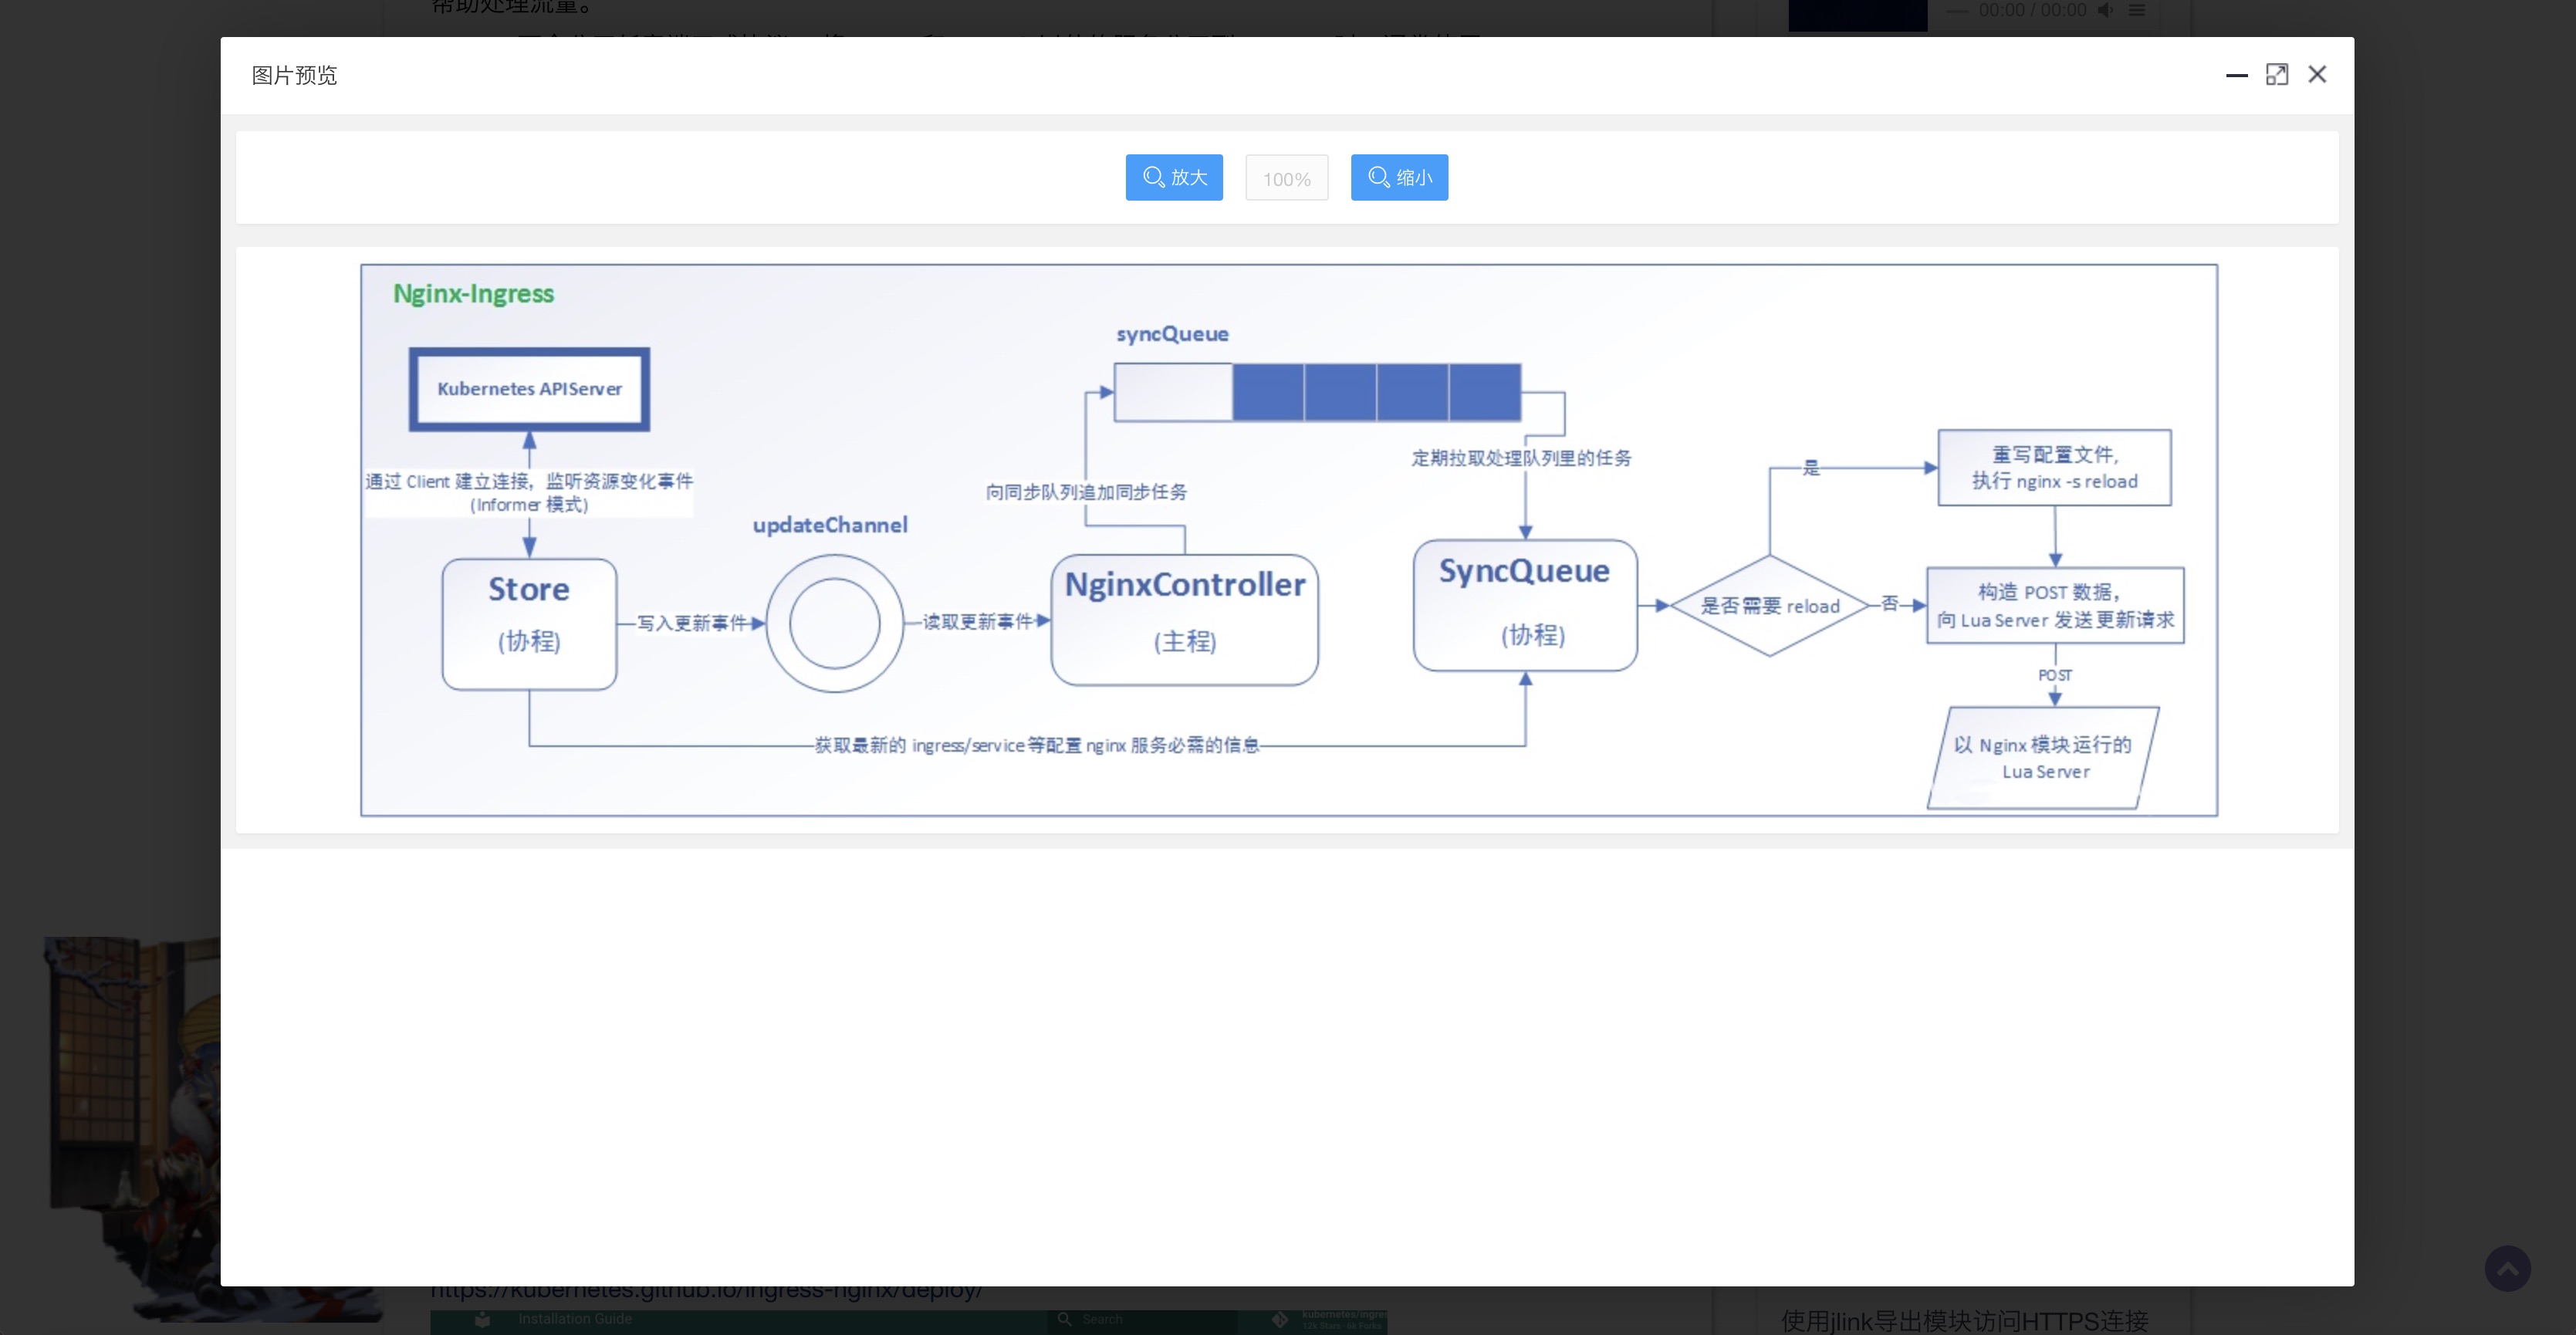 帮助处理流量。
00:00 / 00:00
图片预览
放大
100%
缩小
Nginx-Ingress
syncQueue
Kubernetes APIServer
通过 Client 建立连接，监听资源变化事件
(Informer 模式)
向同步队列追加同步任务
定期拉取处理队列里的任务
是
重写配置文件,
执行 nginx -s reload
updateChannel
Store
(协程)
写入更新事件
读取更新事件
NginxController
(主程)
SyncQueue
(协程)
是否需要 reload
否
构造 POST 数据，
向 Lua Server 发送更新请求
POST
获取最新的 ingress/service 等配置 nginx 服务必需的信息
以 Nginx 模块运行的
Lua Server
https://kubernetes.github.io/ingress-nginx/deploy/
Installation Guide
Search
使用jlink导出模块访问HTTPS连接